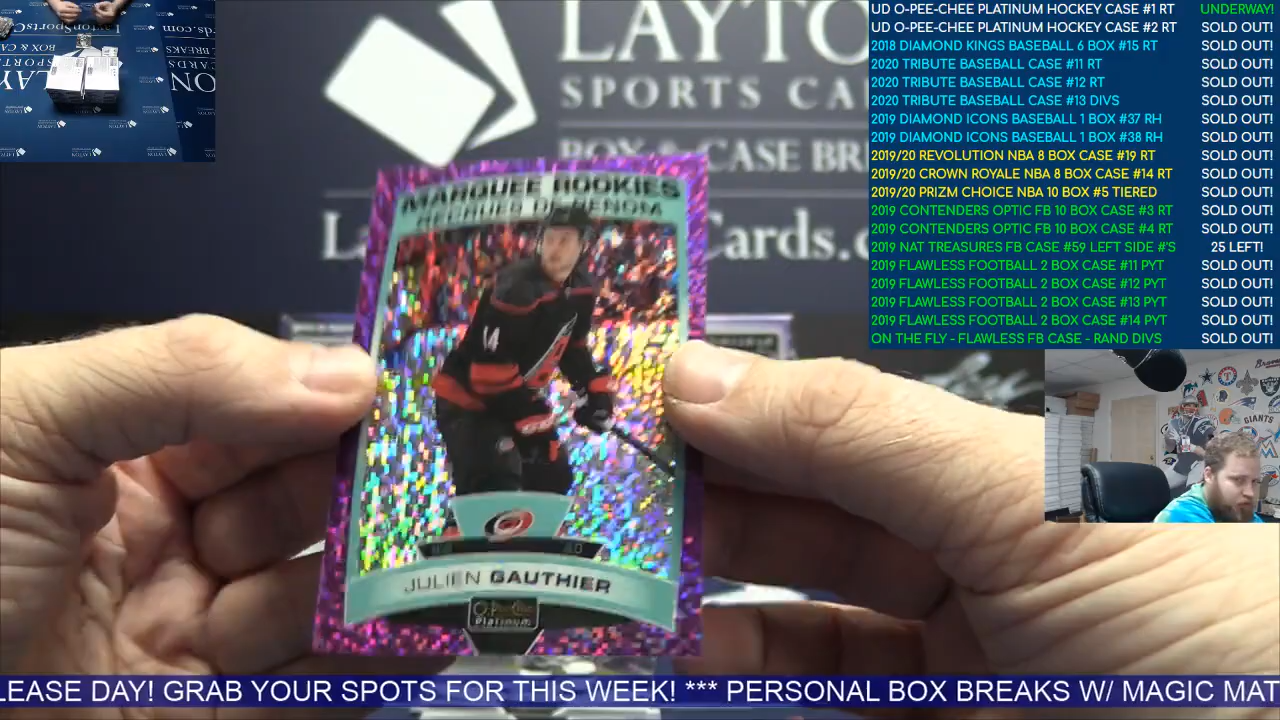 LAYTO
SPORTS CA
BOX & CASE BRE
L
Cards.c
MARQUEE ROOKIES
RECRUES DE RENOM
14
JULIEN GAUTHIER
O-Pee-Chee
Platinum
UD O-PEE-CHEE PLATINUM HOCKEY CASE #1 RT UNDERWAY!
UD O-PEE-CHEE PLATINUM HOCKEY CASE #2 RT SOLD OUT!
2018 DIAMOND KINGS BASEBALL 6 BOX #15 RT SOLD OUT!
2020 TRIBUTE BASEBALL CASE #11 RT SOLD OUT!
2020 TRIBUTE BASEBALL CASE #12 RT SOLD OUT!
2020 TRIBUTE BASEBALL CASE #13 DIVS SOLD OUT!
2019 DIAMOND ICONS BASEBALL 1 BOX #37 RH SOLD OUT!
2019 DIAMOND ICONS BASEBALL 1 BOX #38 RH SOLD OUT!
2019/20 REVOLUTION NBA 8 BOX CASE #19 RT SOLD OUT!
2019/20 CROWN ROYALE NBA 8 BOX CASE #14 RT SOLD OUT!
2019/20 PRIZM CHOICE NBA 10 BOX #5 TIERED SOLD OUT!
2019 CONTENDERS OPTIC FB 10 BOX CASE #3 RT SOLD OUT!
2019 CONTENDERS OPTIC FB 10 BOX CASE #4 RT SOLD OUT!
2019 NAT TREASURES FB CASE #59 LEFT SIDE #'S 25 LEFT!
2019 FLAWLESS FOOTBALL 2 BOX CASE #11 PYT SOLD OUT!
2019 FLAWLESS FOOTBALL 2 BOX CASE #12 PYT SOLD OUT!
2019 FLAWLESS FOOTBALL 2 BOX CASE #13 PYT SOLD OUT!
2019 FLAWLESS FOOTBALL 2 BOX CASE #14 PYT SOLD OUT!
ON THE FLY - FLAWLESS FB CASE - RAND DIVS SOLD OUT!
GIANTS
LEASE DAY! GRAB YOUR SPOTS FOR THIS WEEK! *** PERSONAL BOX BREAKS W/ MAGIC MAT